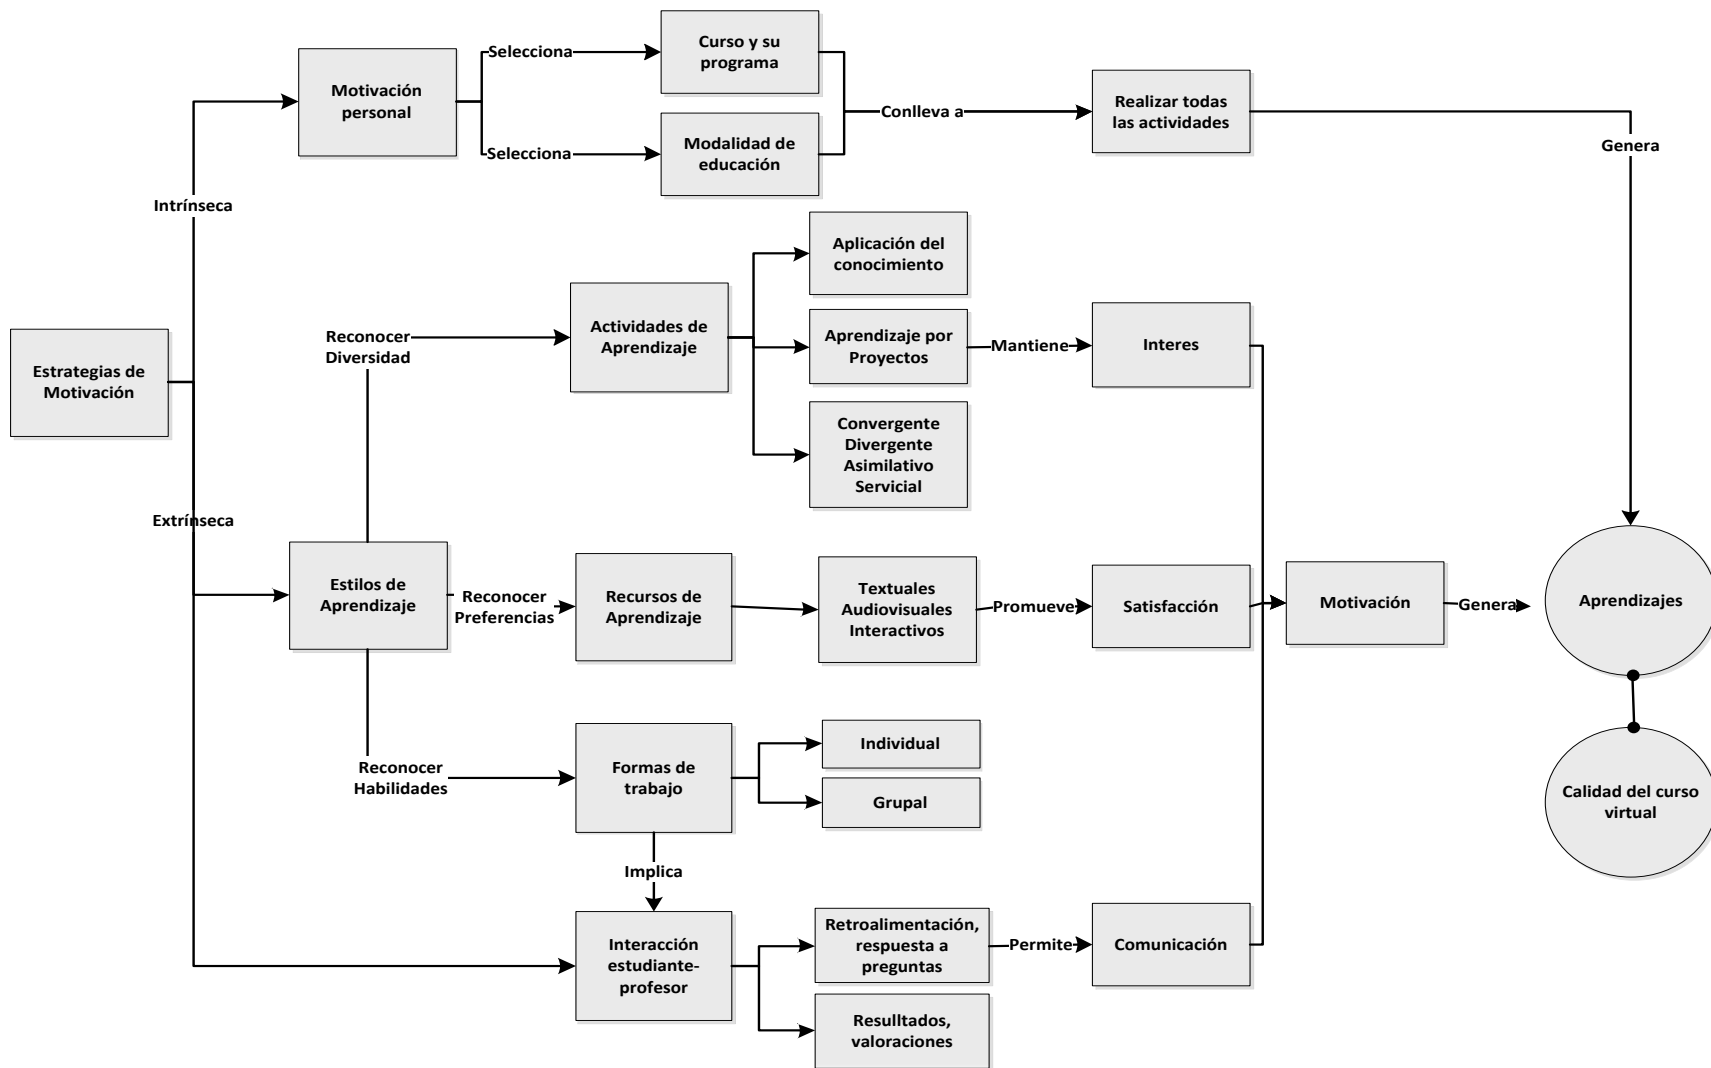 Curso y su
programa
Selecciona
Motivación
personal
Conlleva a
Realizar todas
las actividades
Selecciona
Modalidad de
educación
Genera
Intrínseca
Aplicación del
conocimiento
Reconocer
Diversidad
Actividades de
Aprendizaje
Aprendizaje por
Proyectos
Mantiene
Interes
Estrategias de
Motivación
Convergente
Divergente
Asimilativo
Servicial
Extrínseca
Estilos de
Aprendizaje
Reconocer
Preferencias
Recursos de
Aprendizaje
Textuales
Audiovisuales
Interactivos
Promueve
Satisfacción
Motivación
Genera
Aprendizajes
Reconocer
Habilidades
Formas de
trabajo
Individual
Grupal
Calidad del curso
virtual
Implica
Interacción
estudiante-
profesor
Retroalimentación,
respuesta a
preguntas
Permite
Comunicación
Resulltados,
valoraciones